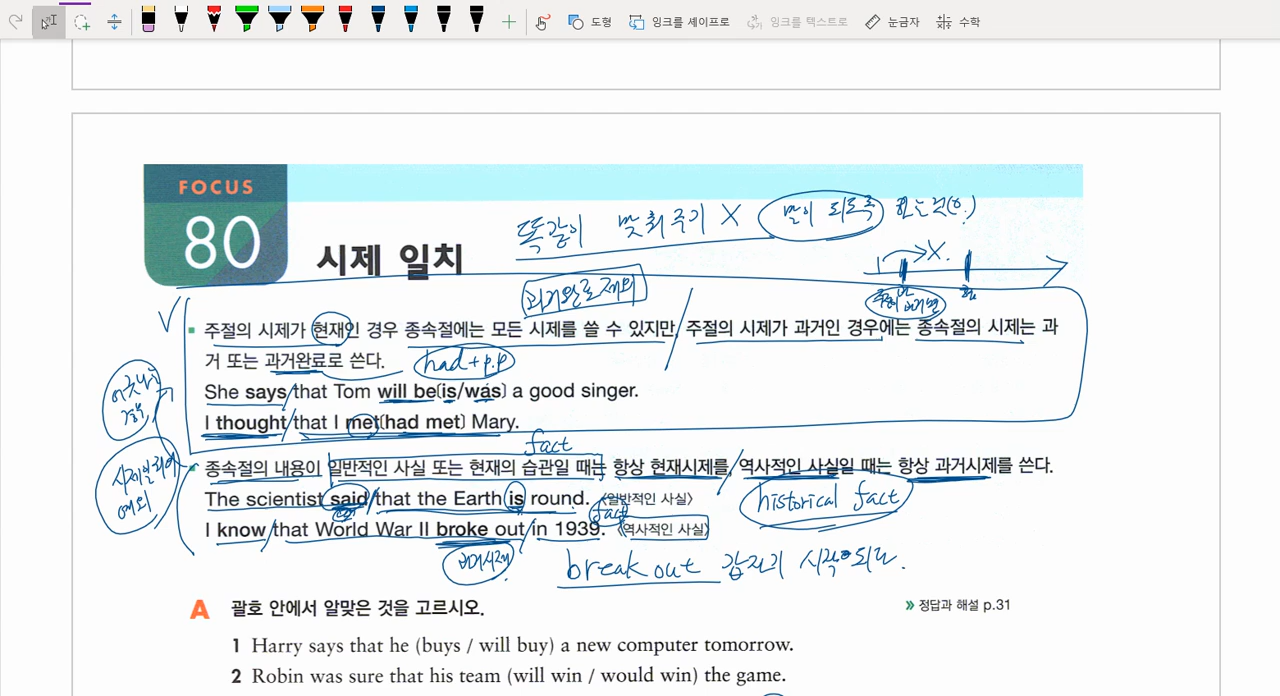 도형 잉크를 셰이프로 잉크를 텍스트로 눈금자 수학
FOCUS
80
시제 일치
똑같이 맞춰주기 X 말이 되도록
X.
과거완료 제외
주절의 시제가 현재인 경우 종속절에는 모든 시제를 쓸 수 있지만, 주절의 시제가 과거인 경우에는 종속절의 시제는 과
거 또는 과거완료로 쓴다.
had+p.p
She says that Tom will be(is/was) a good singer.
I thought that I met(had met) Mary.
fact
종속절의 내용이 일반적인 사실 또는 현재의 습관일 때는 항상 현재시제를, 역사적인 사실일 때는 항상 과거시제를 쓴다.
시제일치의
예외
The scientist said that the Earth is round. 〈일반적인 사실〉
historical fact
fact
I know that World War II broke out in 1939. 〈역사적인 사실〉
과거시제
break out 갑자기 시작되다.
A 괄호 안에서 알맞은 것을 고르시오.
» 정답과 해설 p.31
1 Harry says that he (buys / will buy) a new computer tomorrow.
2 Robin was sure that his team (will win / would win) the game.